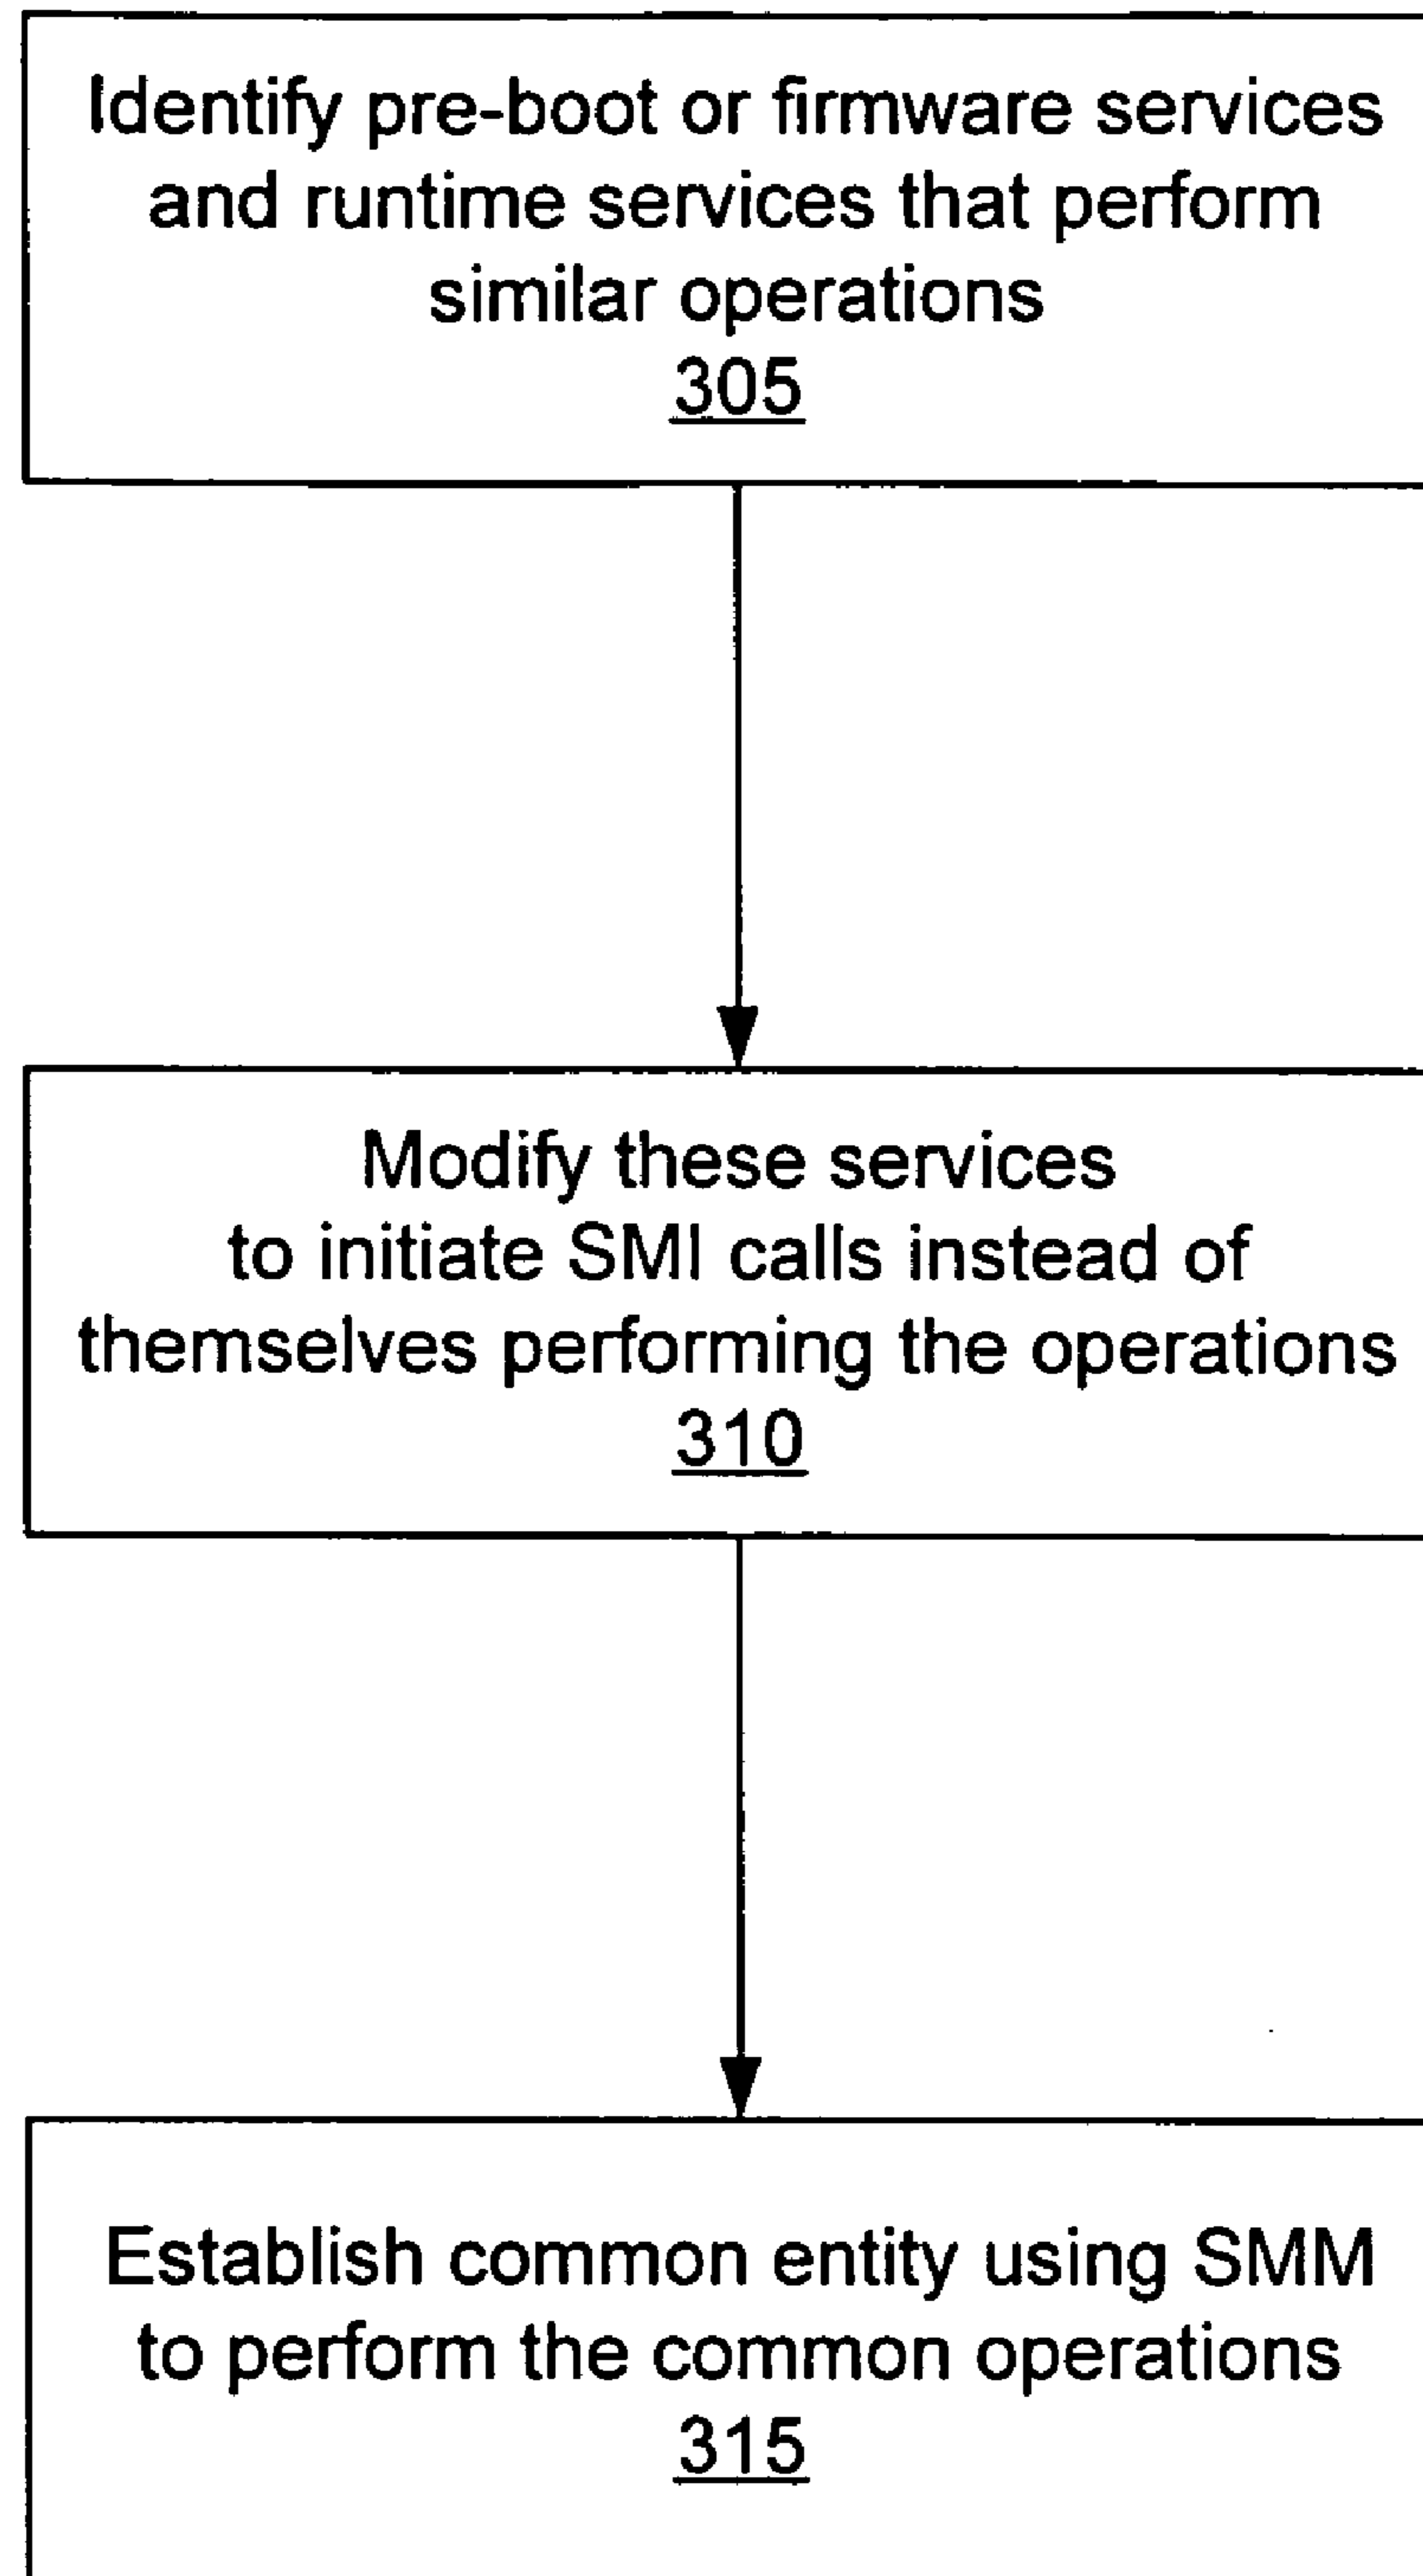 Identify pre-boot or firmware services
and runtime services that perform
similar operations
305
Modify these services
to initiate SMI calls instead of
themselves performing the operations
310
Establish common entity using SMM
to perform the common operations
315